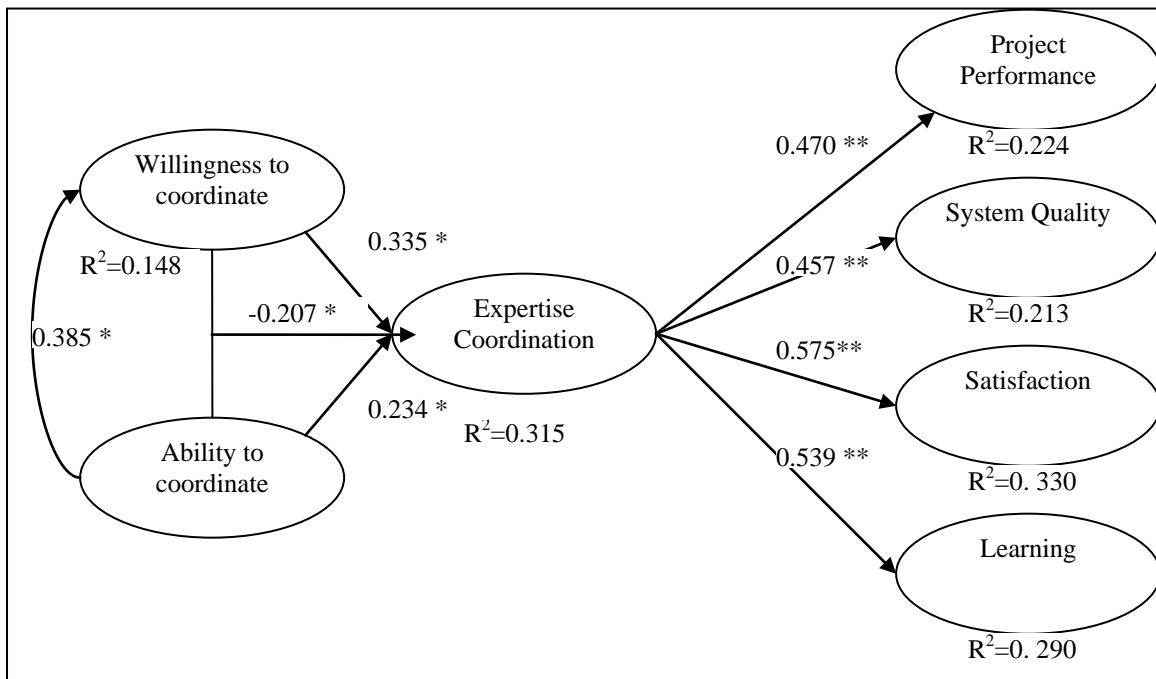 Project
Performance
0.470 **
R²=0.224
Willingness to
coordinate
System Quality
0.335 *
R²=0.148
0.457 **
-0.207 *
Expertise
Coordination
R²=0.213
0.385 *
0.575**
Satisfaction
0.234 *
R²=0.315
Ability to
coordinate
0.539 **
R²=0. 330
Learning
R²=0. 290